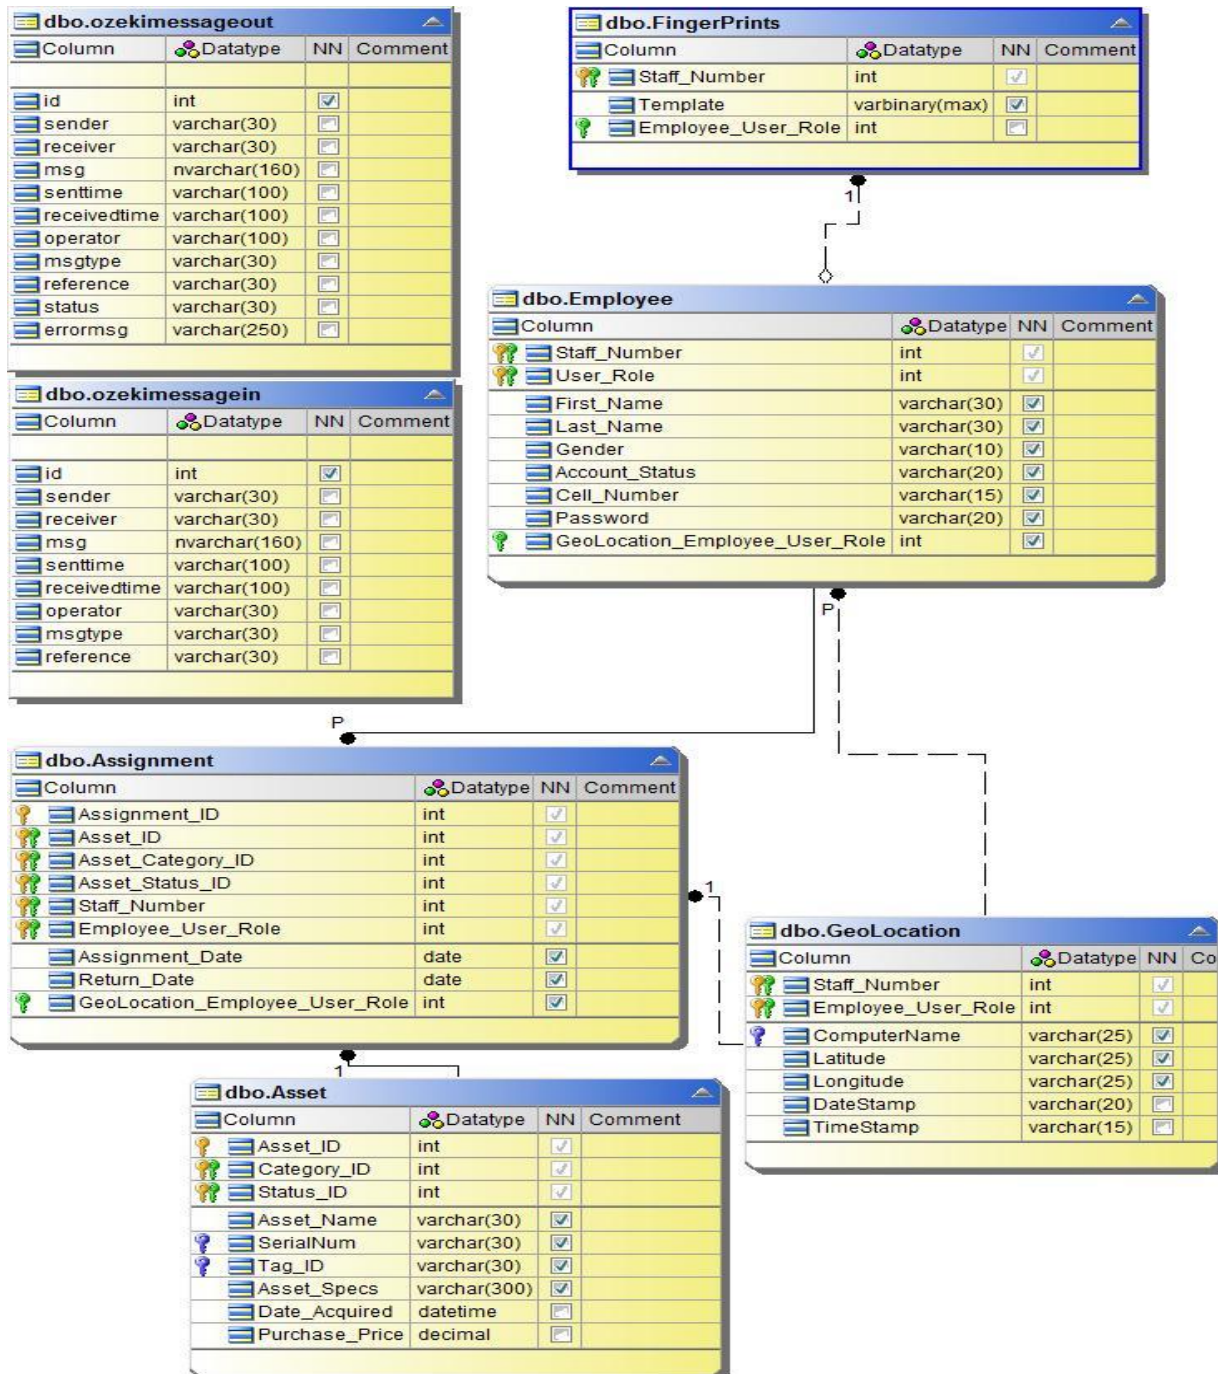 dbo.ozekimessageout
Column Datatype NN Comment
id int
sender varchar(30)
receiver varchar(30)
msg nvarchar(160)
senttime varchar(100)
receivedtime varchar(100)
operator varchar(100)
msgtype varchar(30)
reference varchar(30)
status varchar(30)
errormsg varchar(250)
dbo.FingerPrints
Column Datatype NN Comment
Staff_Number int
Template varbinary(max)
Employee_User_Role int
1
dbo.Employee
Column Datatype NN Comment
Staff_Number int
User_Role int
First_Name varchar(30)
Last_Name varchar(30)
Gender varchar(10)
Account_Status varchar(20)
Cell_Number varchar(15)
Password varchar(20)
GeoLocation_Employee_User_Role int
P
dbo.ozekimessagein
Column Datatype NN Comment
id int
sender varchar(30)
receiver varchar(30)
msg nvarchar(160)
senttime varchar(100)
receivedtime varchar(100)
operator varchar(30)
msgtype varchar(30)
reference varchar(30)
P
dbo.Assignment
Column Datatype NN Comment
Assignment_ID int
Asset_ID int
Asset_Category_ID int
Asset_Status_ID int
Staff_Number int
Employee_User_Role int
Assignment_Date date
Return_Date date
GeoLocation_Employee_User_Role int
1
dbo.GeoLocation
Column Datatype NN Co
Staff_Number int
Employee_User_Role int
ComputerName varchar(25)
Latitude varchar(25)
Longitude varchar(25)
DateStamp varchar(20)
TimeStamp varchar(15)
1
dbo.Asset
Column Datatype NN Comment
Asset_ID int
Category_ID int
Status_ID int
Asset_Name varchar(30)
SerialNum varchar(30)
Tag_ID varchar(30)
Asset_Specs varchar(300)
Date_Acquired datetime
Purchase_Price decimal